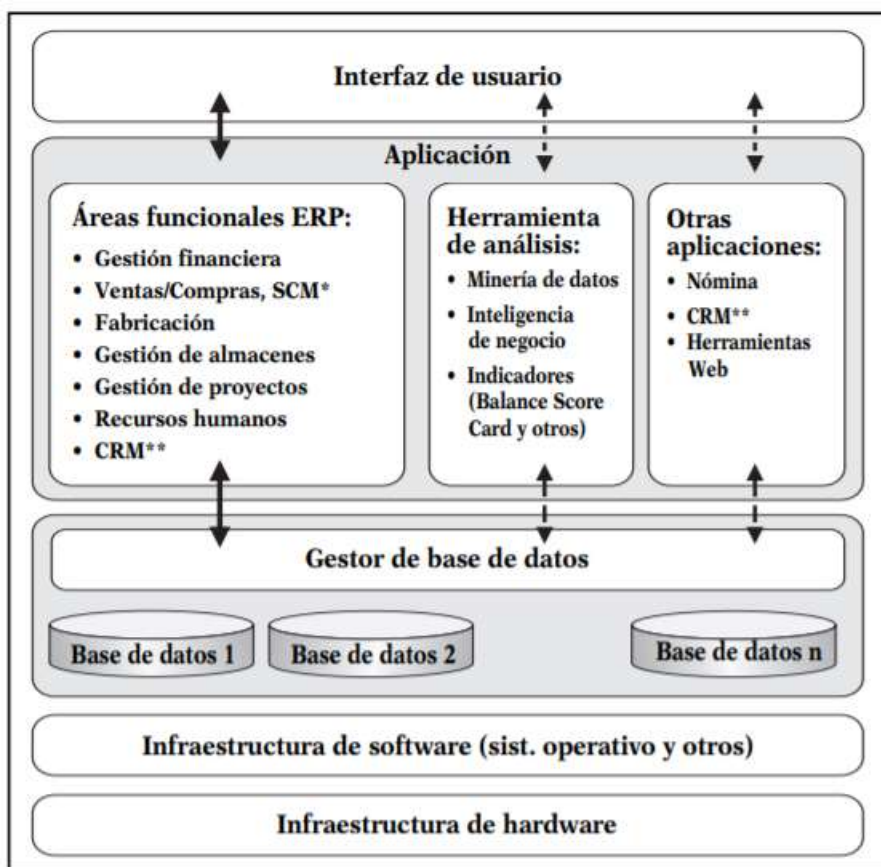 Interfaz de usuario
Aplicación
Áreas funcionales ERP:
• Gestión financiera
• Ventas/Compras, SCM*
• Fabricación
• Gestión de almacenes
• Gestión de proyectos
• Recursos humanos
• CRM**
Herramienta
de análisis:
• Minería de datos
• Inteligencia
de negocio
• Indicadores
(Balance Score
Card y otros)
Otras
aplicaciones:
• Nómina
• CRM**
• Herramientas
Web
Gestor de base de datos
Base de datos 1
Base de datos 2
Base de datos n
Infraestructura de software (sist. operativo y otros)
Infraestructura de hardware